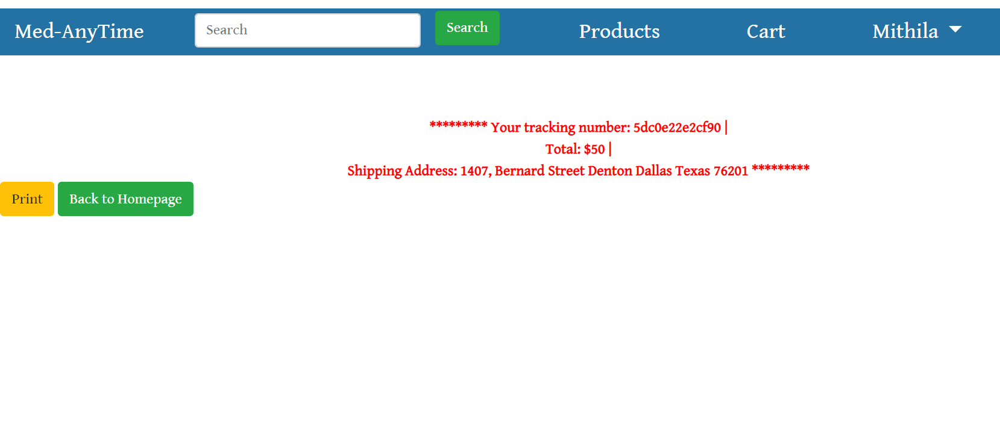 Med-AnyTime Search Search Products Cart Mithila
********* Your tracking number: 5dc0e22e2cf90 |
Total: $50 |
Shipping Address: 1407, Bernard Street Denton Dallas Texas 76201 *********
Print Back to Homepage